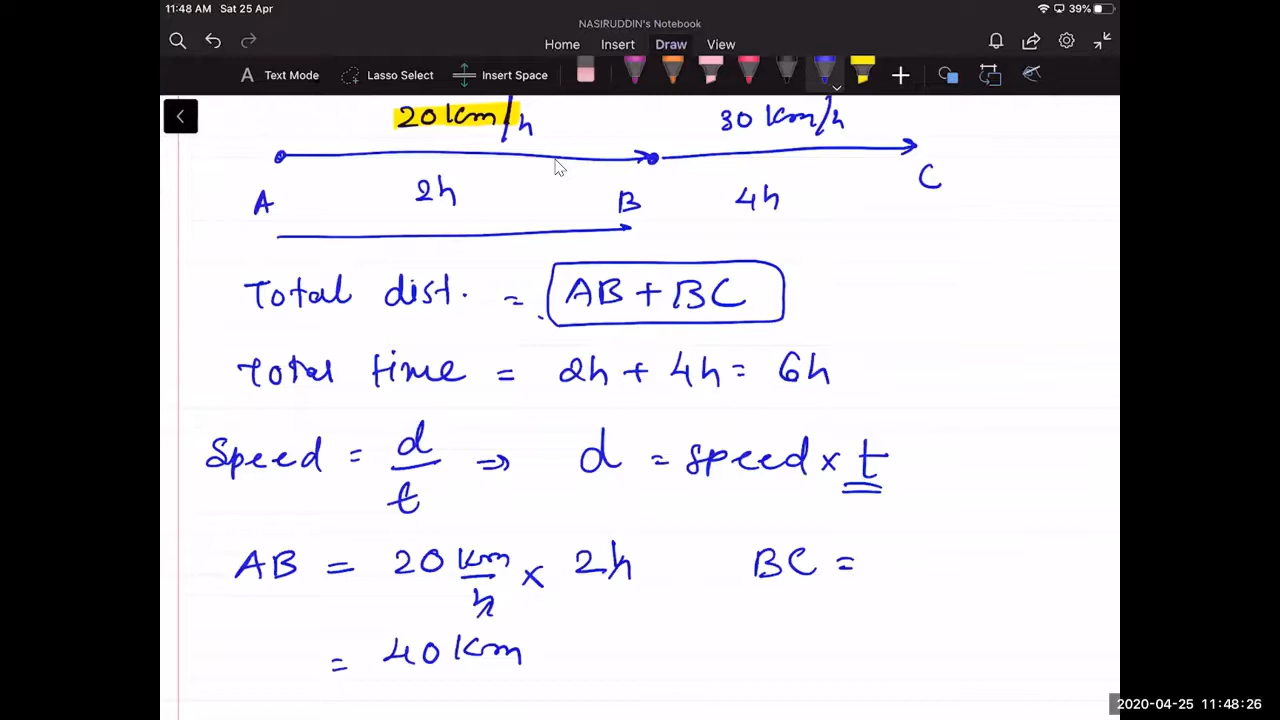 11:48 AM Sat 25 Apr 39%
NASIRUDDIN's Notebook
Home Insert Draw View
A Text Mode Lasso Select Insert Space
20 km/h 30 km/h
A 2h B 4h C
Total dist. = AB + BC
Total time = 2h + 4h = 6h
Speed = d/t ⇒ d = speed × t
AB = 20 km/h × 2h BC =
= 40 km
2020-04-25 11:48:26